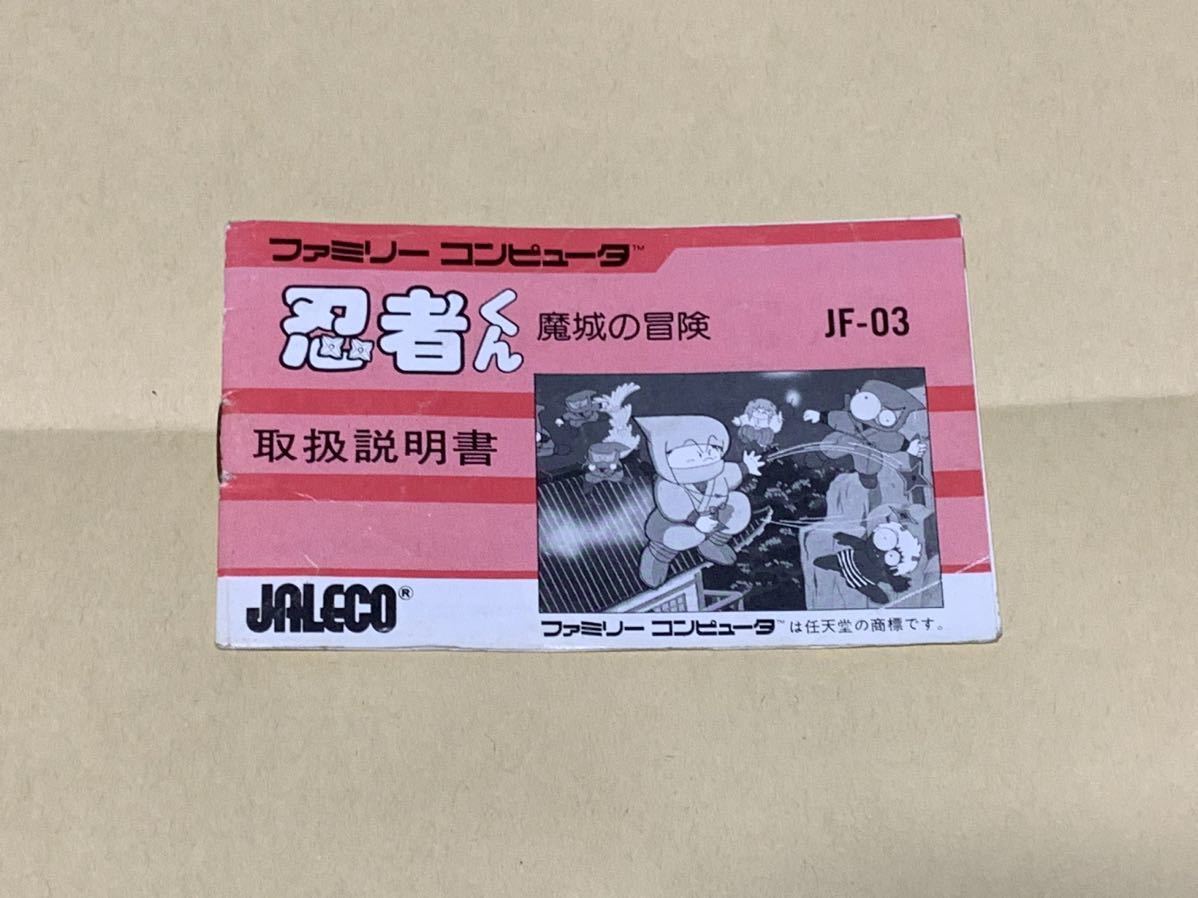 ファミリー コンピュータ™
忍者くん 魔城の冒険 JF-03
取扱説明書
JALECO®
ファミリー コンピュータ™は任天堂の商標です。